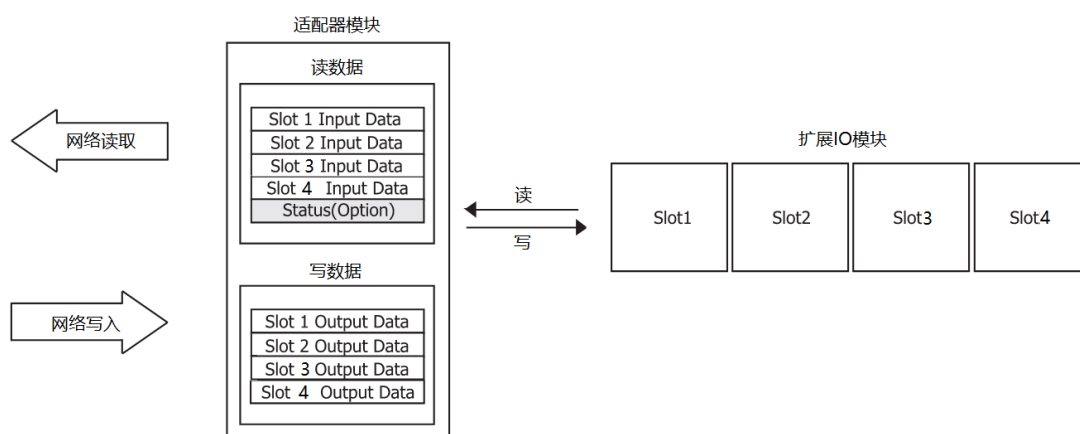 适配器模块
读数据
Slot 1 Input Data
Slot 2 Input Data
Slot 3 Input Data
Slot 4 Input Data
Status(Option)
网络读取
写数据
Slot 1 Output Data
Slot 2 Output Data
Slot 3 Output Data
Slot 4 Output Data
网络写入
读
写
扩展IO模块
Slot1
Slot2
Slot3
Slot4